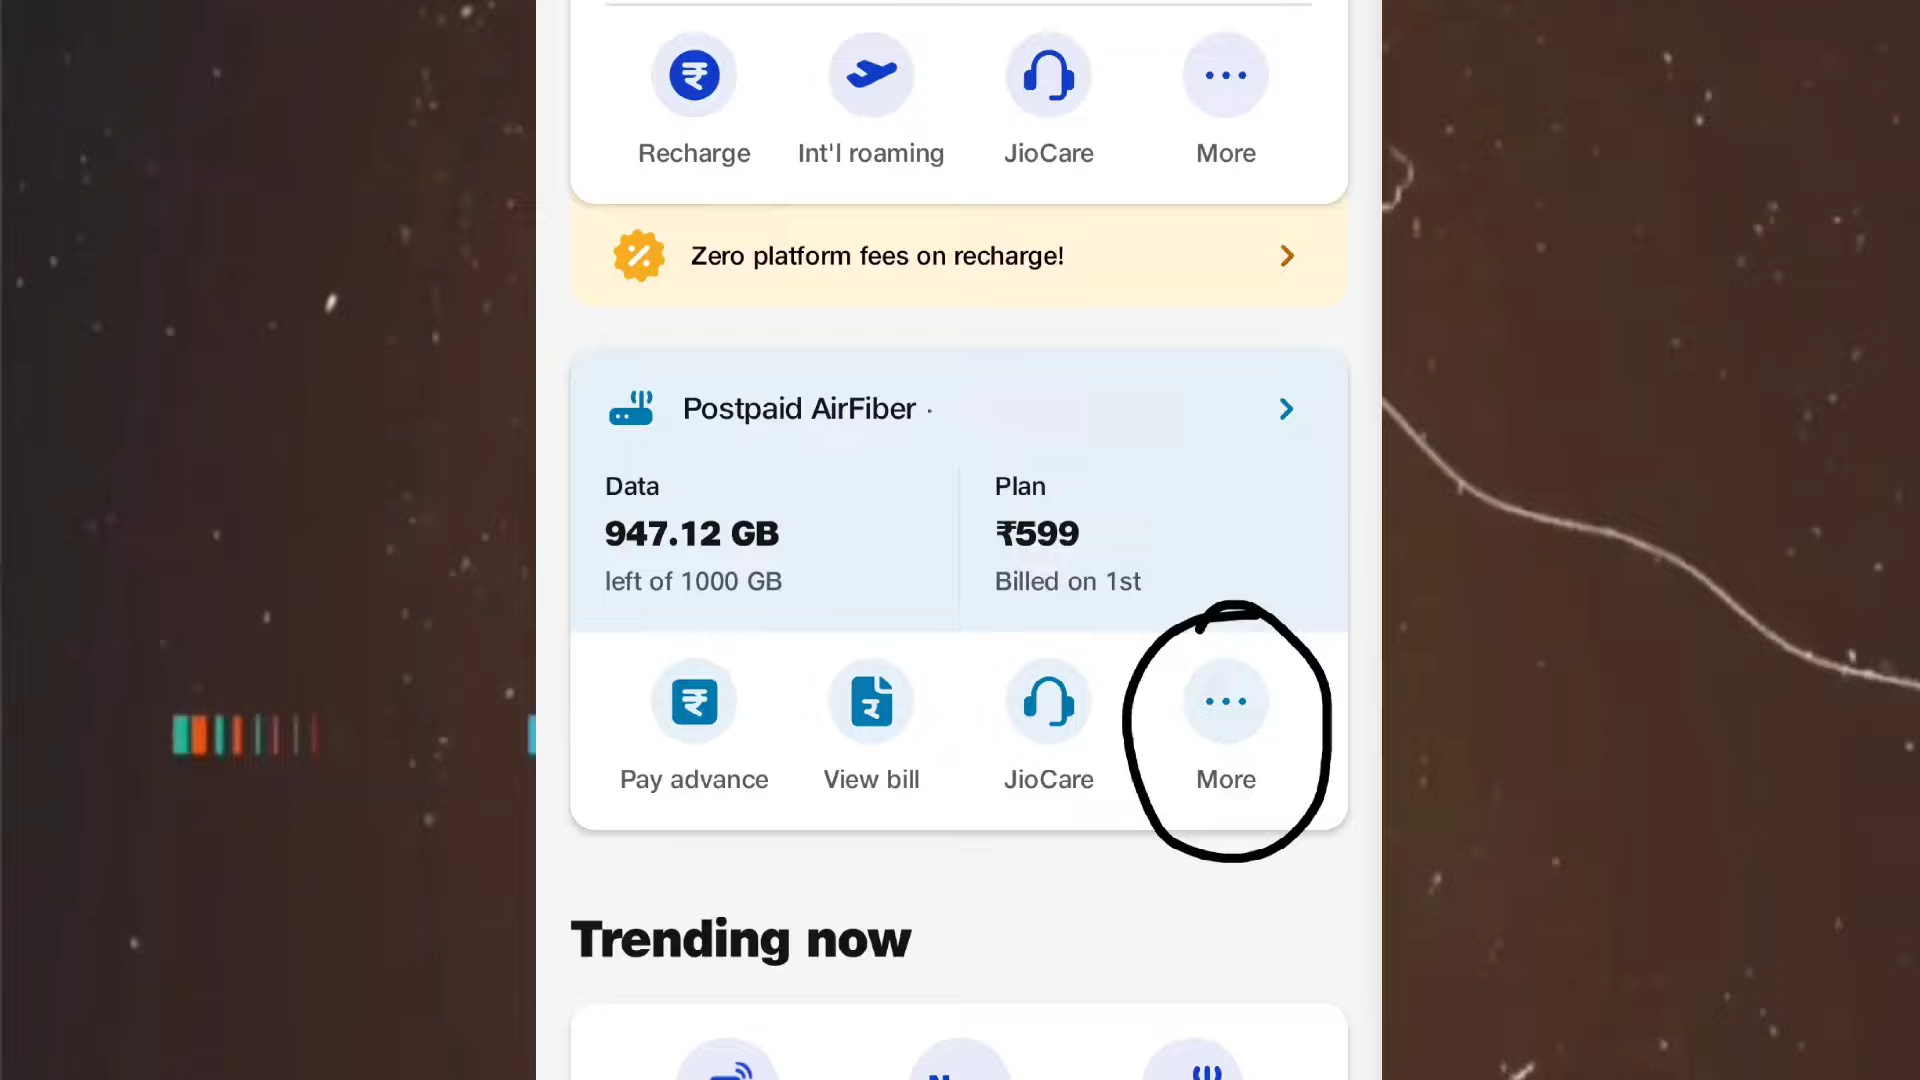 Recharge Int'l roaming JioCare More
Zero platform fees on recharge!
Postpaid AirFiber ·
Data Plan
947.12 GB ₹599
left of 1000 GB Billed on 1st
Pay advance View bill JioCare More
Trending now